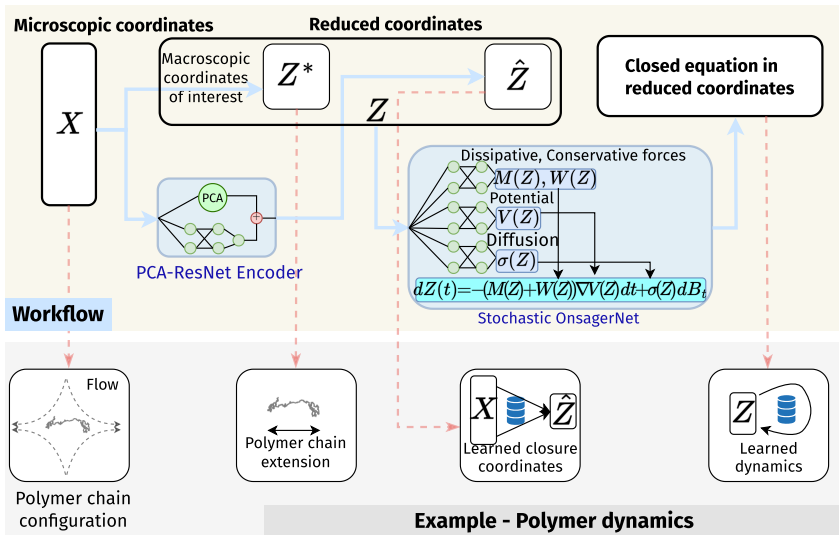 Microscopic coordinates
Reduced coordinates
X
Macroscopic
coordinates
of interest
Z*
Ẑ
Z
Closed equation in
reduced coordinates
PCA
+
PCA-ResNet Encoder
Dissipative, Conservative forces
M(Z), W(Z)
Potential
V(Z)
Diffusion
σ(Z)
dZ(t)=-(M(Z)+W(Z))∇V(Z)dt+σ(Z)dBₜ
Stochastic OnsagerNet
Workflow
Flow
Polymer chain
configuration
Polymer chain
extension
X
Ẑ
Learned closure
coordinates
Z
Learned
dynamics
Example - Polymer dynamics